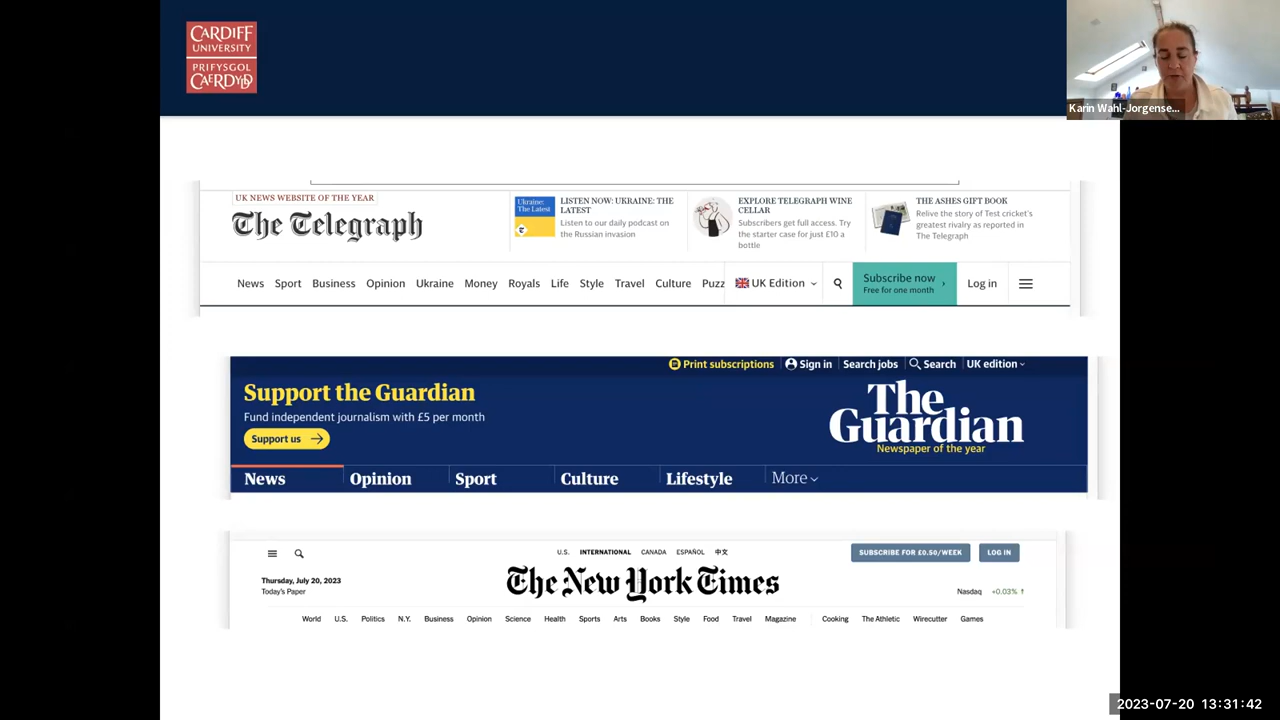 CARDIFF
UNIVERSITY
PRIFYSGOL
CAERDYDD
Karin Wahl-Jorgense...
UK NEWS WEBSITE OF THE YEAR
The Telegraph
Ukraine:
The Latest
LISTEN NOW: UKRAINE: THE
LATEST
Listen to our daily podcast on
the Russian invasion
EXPLORE TELEGRAPH WINE
CELLAR
Subscribers get full access. Try
the starter case for just £10 a
bottle
THE ASHES GIFT BOOK
Relive the story of Test cricket's
greatest rivalry as reported in
The Telegraph
News Sport Business Opinion Ukraine Money Royals Life Style Travel Culture Puzz
UK Edition
Subscribe now
Free for one month
Log in
Print subscriptions Sign in Search jobs Search UK edition
Support the Guardian
Fund independent journalism with £5 per month
Support us
The
Guardian
Newspaper of the year
News Opinion Sport Culture Lifestyle More
U.S. INTERNATIONAL CANADA ESPAÑOL 中文
SUBSCRIBE FOR £0.50/WEEK LOG IN
Thursday, July 20, 2023
Today's Paper
The New York Times
Nasdaq +0.03%
World U.S. Politics N.Y. Business Opinion Science Health Sports Arts Books Style Food Travel Magazine Cooking The Athletic Wirecutter Games
2023-07-20 13:31:42